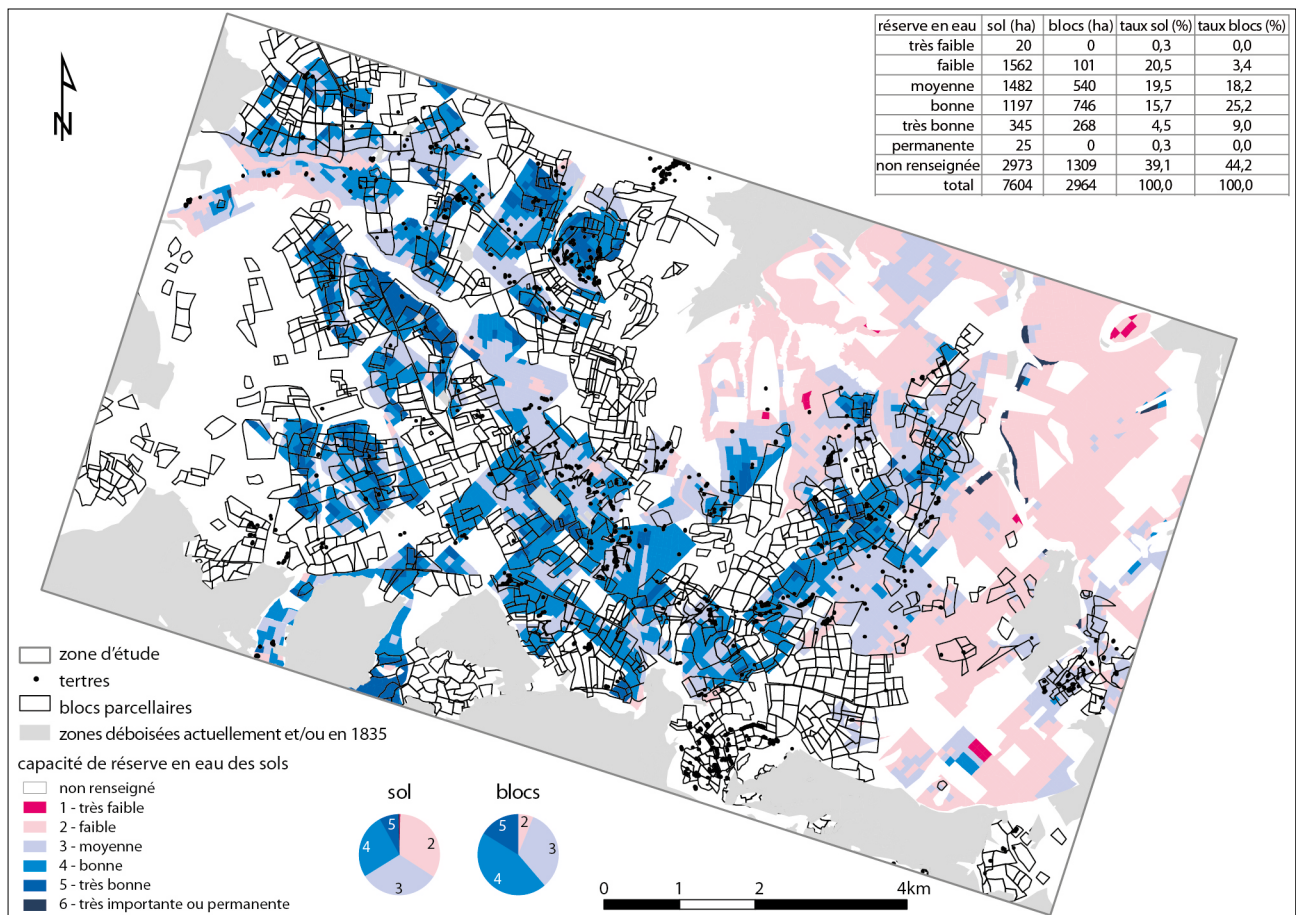 réserve en eau sol (ha) blocs (ha) taux sol (%) taux blocs (%)
très faible 20 0 0,3 0,0
faible 1562 101 20,5 3,4
moyenne 1482 540 19,5 18,2
bonne 1197 746 15,7 25,2
très bonne 345 268 4,5 9,0
permanente 25 0 0,3 0,0
non renseignée 2973 1309 39,1 44,2
total 7604 2964 100,0 100,0
N
zone d'étude
tertres
blocs parcellaires
zones déboisées actuellement et/ou en 1835
capacité de réserve en eau des sols
non renseigné
1 - très faible
2 - faible
3 - moyenne
4 - bonne
5 - très bonne
6 - très importante ou permanente
sol
5
2
4
3
blocs
5
2
3
4
0 1 2 4km